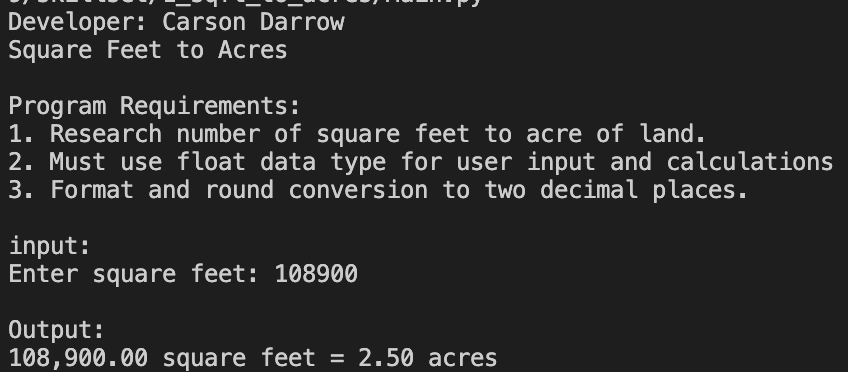 Developer: Carson Darrow
Square Feet to Acres
Program Requirements:
1. Research number of square feet to acre of land.
2. Must use float data type for user input and calculations
3. Format and round conversion to two decimal places.
input:
Enter square feet: 108900
Output:
108,900.00 square feet = 2.50 acres